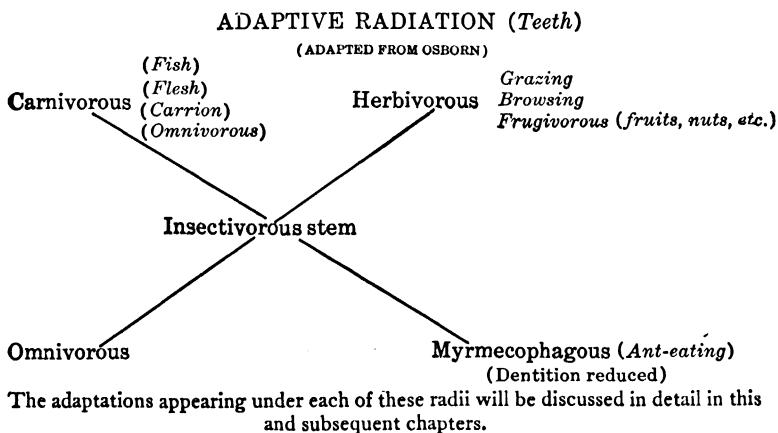 ADAPTIVE RADIATION (Teeth)
(ADAPTED FROM OSBORN)
Carnivorous
(Fish)
(Flesh)
(Carrion)
(Omnivorous)
Herbivorous
Grazing
Browsing
Frugivorous (fruits, nuts, etc.)
Insectivorous stem
Omnivorous
Myrmecophagous (Ant-eating)
(Dentition reduced)
The adaptations appearing under each of these radii will be discussed in detail in this
and subsequent chapters.